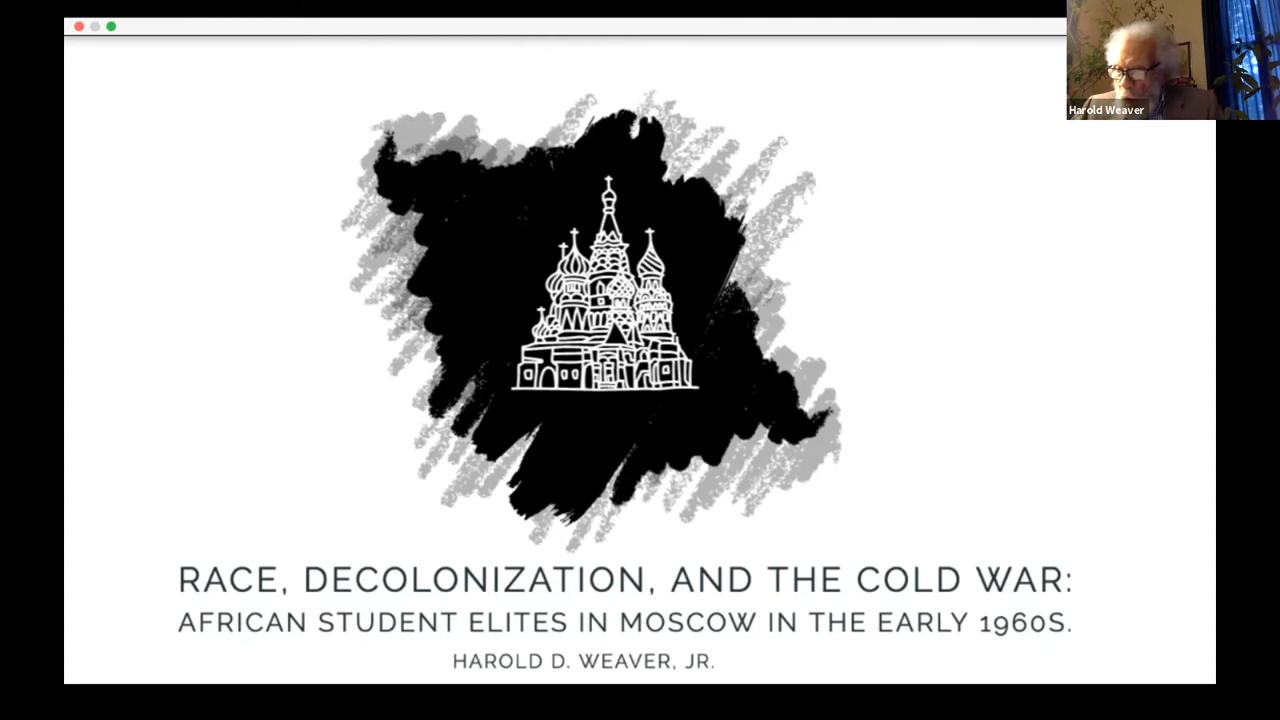 Harold Weaver
RACE, DECOLONIZATION, AND THE COLD WAR:
AFRICAN STUDENT ELITES IN MOSCOW IN THE EARLY 1960S.
HAROLD D. WEAVER, JR.